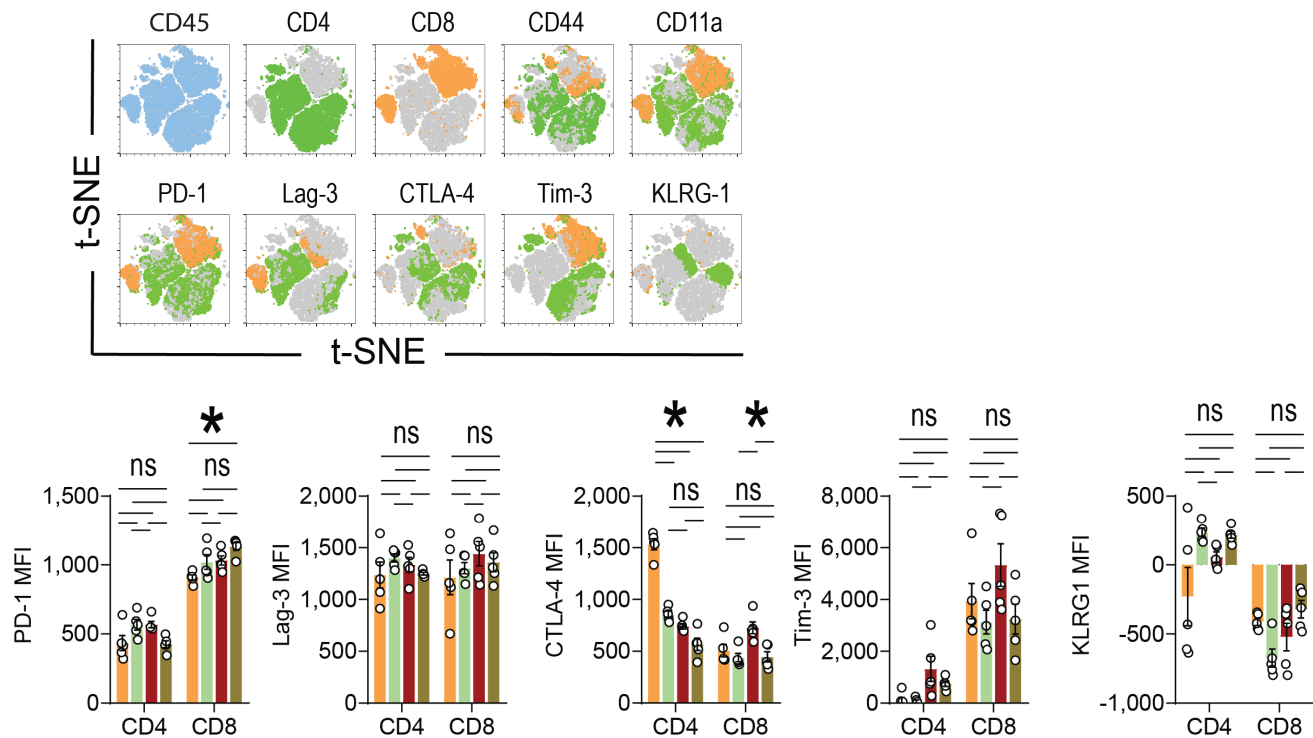 CD45 CD4 CD8 CD44 CD11a
PD-1 Lag-3 CTLA-4 Tim-3 KLRG-1
t-SNE
t-SNE
PD-1 MFI
1,500
1,000
500
0
ns
*
ns
CD4 CD8
Lag-3 MFI
2,000
1,500
1,000
500
0
ns ns
CD4 CD8
CTLA-4 MFI
2,000
1,500
1,000
500
0
* *
ns ns
CD4 CD8
Tim-3 MFI
8,000
6,000
4,000
2,000
0
ns ns
CD4 CD8
KLRG1 MFI
500
0
-500
-1,000
ns ns
CD4 CD8